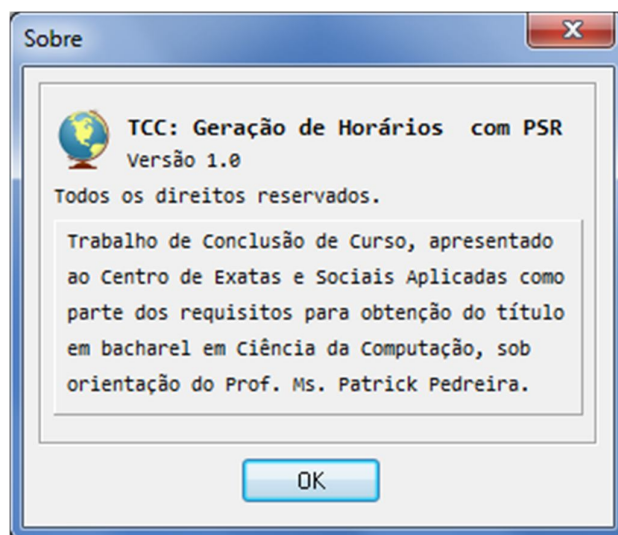 Sobre
TCC: Geração de Horários com PSR
Versão 1.0
Todos os direitos reservados.
Trabalho de Conclusão de Curso, apresentado
ao Centro de Exatas e Sociais Aplicadas como
parte dos requisitos para obtenção do título
em bacharel em Ciência da Computação, sob
orientação do Prof. Ms. Patrick Pedreira.
OK